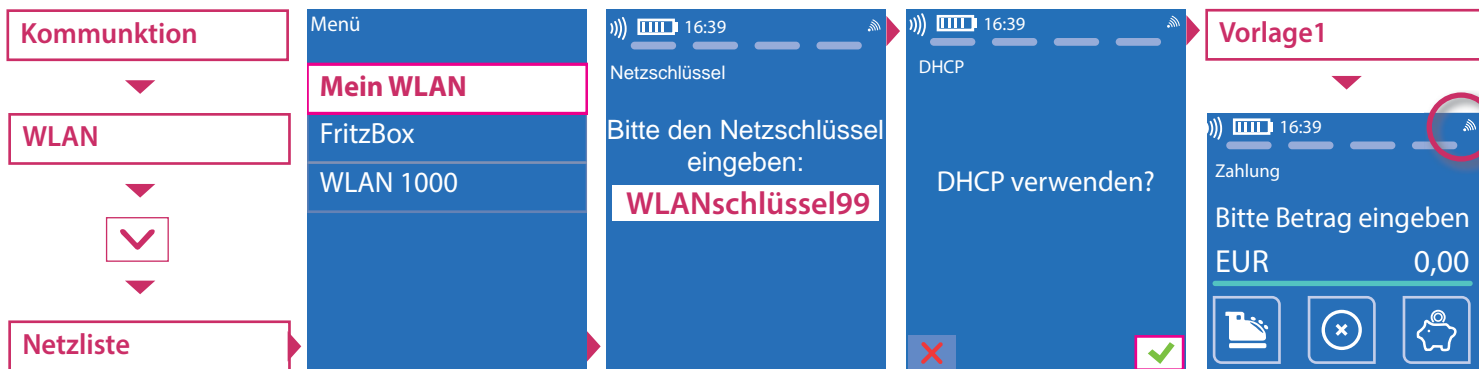 Kommunktion
WLAN
Netzliste
Menü
Mein WLAN
FritzBox
WLAN 1000
16:39
Netzschlüssel
Bitte den Netzschlüssel
eingeben:
WLANschlüssel99
16:39
DHCP
DHCP verwenden?
Vorlage1
16:39
Zahlung
Bitte Betrag eingeben
EUR 0,00